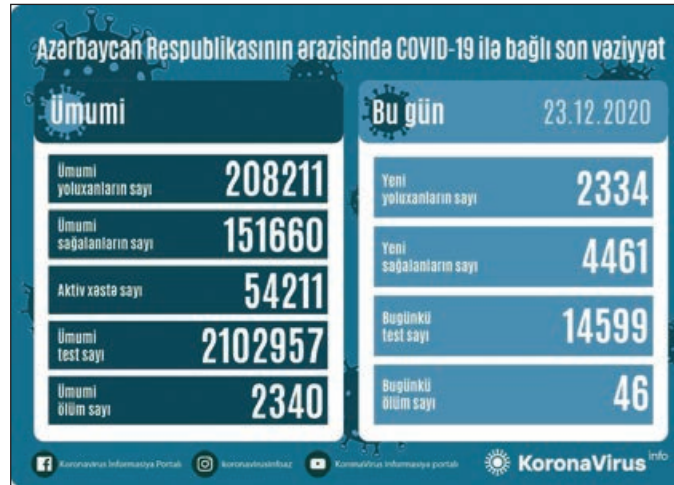 Azərbaycan Respublikasının ərazisində COVID-19 ilə bağlı son vəziyyət
Ümumi
Ümumi
yoluxanların sayı 208211
Ümumi
sağalanların sayı 151660
Aktiv xəstə sayı 54211
Ümumi
test sayı 2102957
Ümumi
ölüm sayı 2340
Bu gün 23.12.2020
Yeni
yoluxanların sayı 2334
Yeni
sağalanların sayı 4461
Bugünkü
test sayı 14599
Bugünkü
ölüm sayı 46
Koronavirus İnformasiya Portalı koronavirusinfoaz KoronaVirus informasiya portalı KoronaVirus info